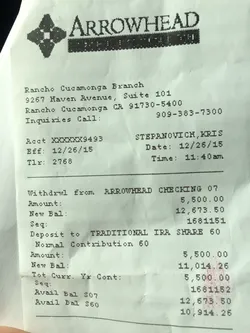 ARROWHEAD
Rancho Cucamonga Branch
9267 Haven Avenue, Suite 101
Rancho Cucamonga CA 91730-5400
Inquiries Call: 909-383-7300
Acct XXXXXX9493 STEPANOVICH,KRIS
Eff: 12/26/15 Date: 12/26/15
Tlr: 2768 Time: 11:40am
Withdrwl from ARROWHEAD CHECKING 07
Amount: 5,500.00
New Bal: 12,673.50
Seq: 1681151
Deposit to TRADITIONAL IRA SHARE 60
Normal Contribution 60
Amount: 5,500.00
New Bal: 11,014.26
Tot Curr. Yr Cont: 5,500.00
Seq: 1681152
Avail Bal S07 12,673.50
Avail Bal S60 10,914.26